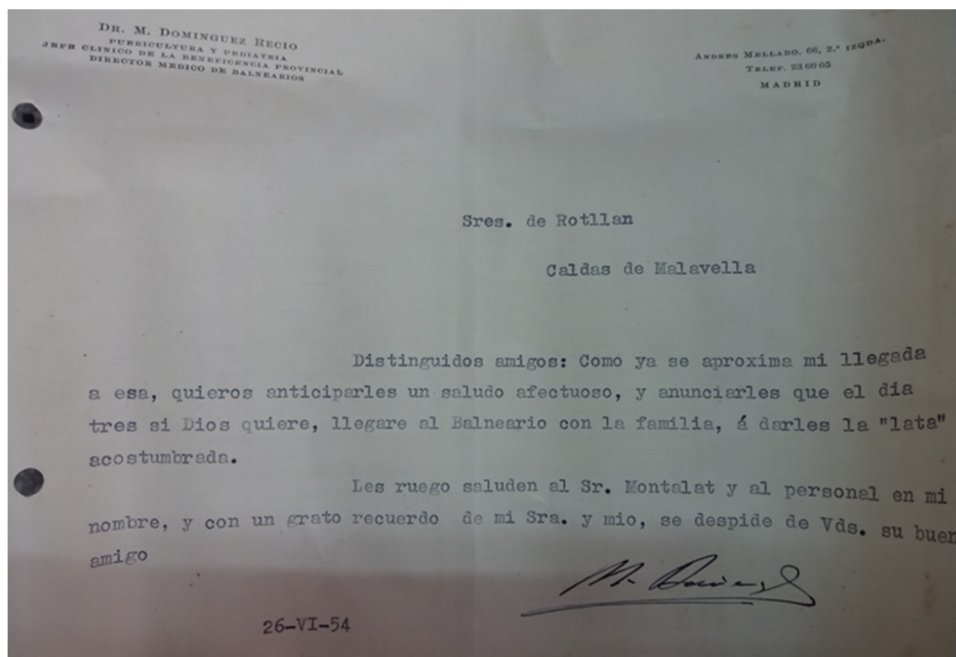 DR. M. DOMINGUEZ RECIO
PUERICULTURA Y PEDIATRIA
JEFE CLINICO DE LA BENEFICENCIA PROVINCIAL
DIRECTOR MEDICO DE BALNEARIOS
ANDRES MELLADO, 66, 2.º IZQDA.
TELEF. 23 60 05
MADRID
Sres. de Rotllan
Caldas de Malavella
Distinguidos amigos: Como ya se aproxima mi llegada
a esa, quieros anticiparles un saludo afectuoso, y anunciarles que el dia
tres si Dios quiere, llegare al Balneario con la familia, á darles la "lata"
acostumbrada.
Les ruego saluden al Sr. Montalat y al personal en mi
nombre, y con un grato recuerdo de mi Sra. y mio, se despide de Vds. su buen
amigo
26-VI-54